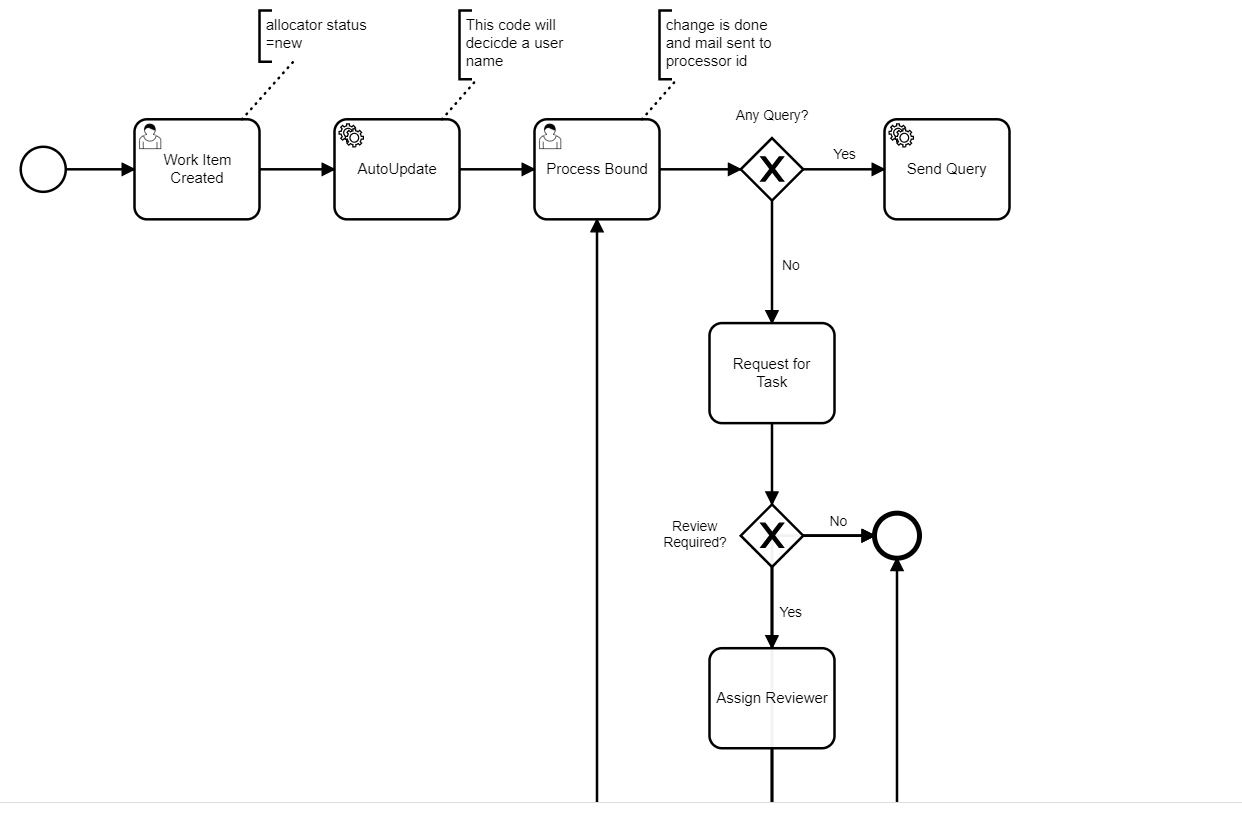 allocator status
=new
This code will
decicde a user
name
change is done
and mail sent to
processor id
Any Query?
Work Item
Created
AutoUpdate
Process Bound
Yes
Send Query
No
Request for
Task
Review
Required?
No
Yes
Assign Reviewer